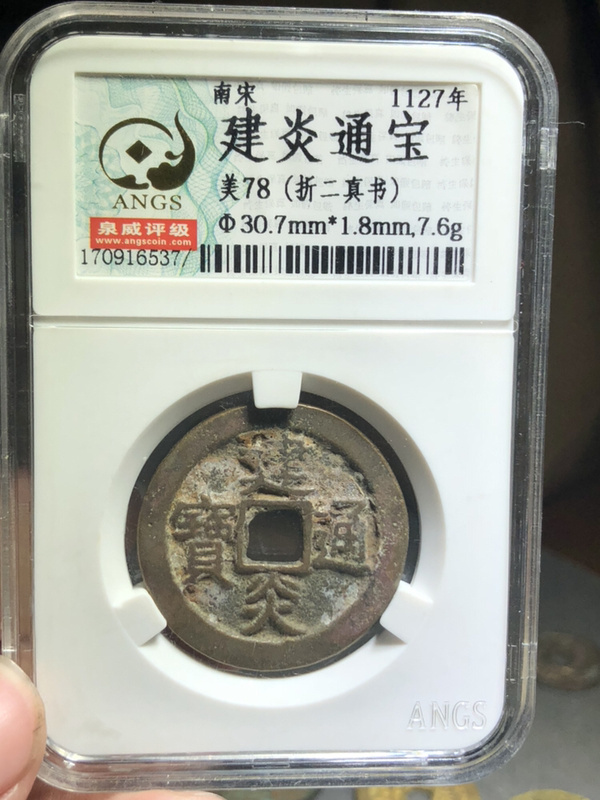 南宋 1127年
建炎通宝
美78（折二真书）
Φ30.7mm*1.8mm,7.6g
ANGS
泉威评级
www.angscoin.com
1709165377
建
寶 通
炎
ANGS